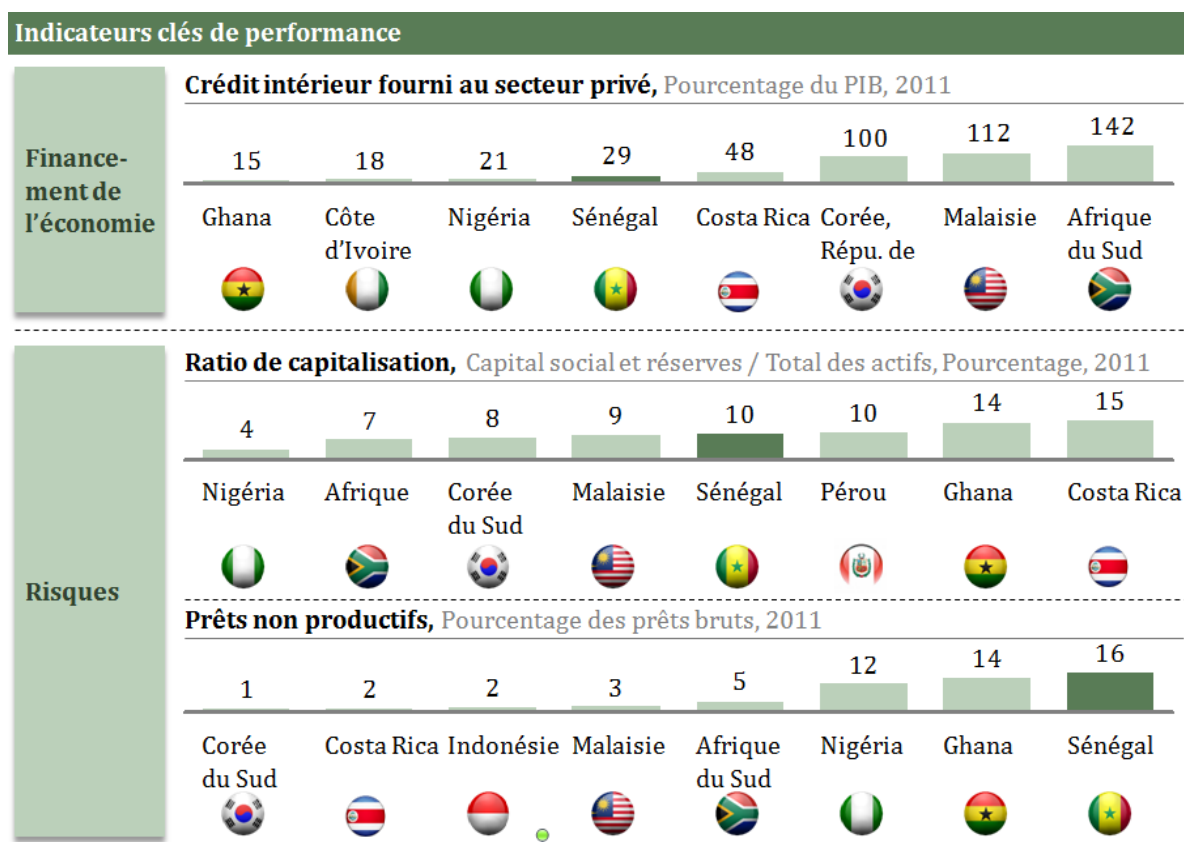 Indicateurs clés de performance
Finance-
ment de
l'économie
Crédit intérieur fourni au secteur privé, Pourcentage du PIB, 2011
15 18 21 29 48 100 112 142
Ghana Côte Nigéria Sénégal Costa Rica Corée, Malaisie Afrique
d'Ivoire Répu. de du Sud
Risques
Ratio de capitalisation, Capital social et réserves / Total des actifs, Pourcentage, 2011
4 7 8 9 10 10 14 15
Nigéria Afrique Corée Malaisie Sénégal Pérou Ghana Costa Rica
du Sud
Prêts non productifs, Pourcentage des prêts bruts, 2011
1 2 2 3 5 12 14 16
Corée Costa Rica Indonésie Malaisie Afrique Nigéria Ghana Sénégal
du Sud du Sud